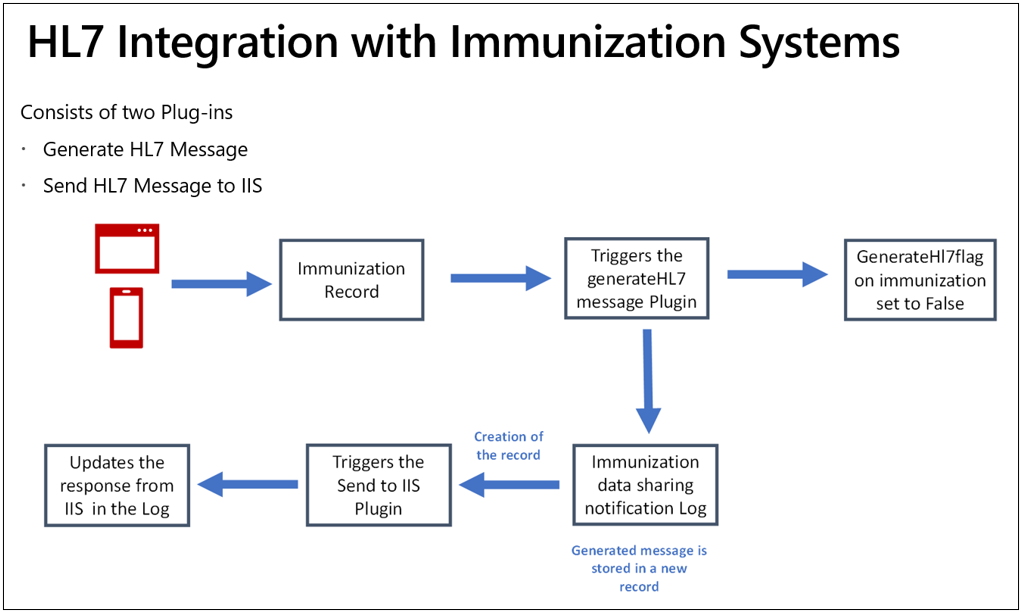 HL7 Integration with Immunization Systems
Consists of two Plug-ins
· Generate HL7 Message
· Send HL7 Message to IIS
Immunization
Record
Triggers the
generateHL7
message Plugin
GenerateHl7flag
on immunization
set to False
Updates the
response from
IIS in the Log
Triggers the
Send to IIS
Plugin
Creation of
the record
Immunization
data sharing
notification Log
Generated message is
stored in a new
record